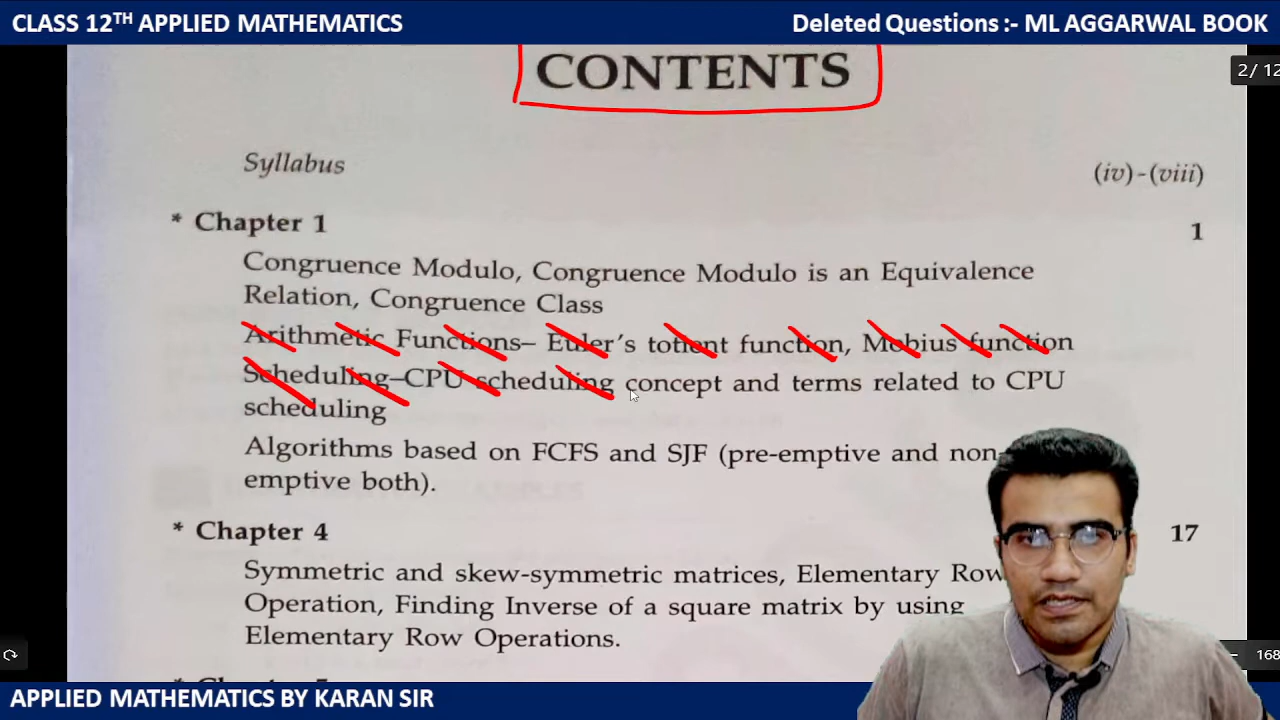 CLASS 12TH APPLIED MATHEMATICS
Deleted Questions :- ML AGGARWAL BOOK
CONTENTS
2/ 12
Syllabus (iv)-(viii)
* Chapter 1 1
Congruence Modulo, Congruence Modulo is an Equivalence
Relation, Congruence Class
Arithmetic Functions– Euler's totient function, Mobius function
Scheduling–CPU scheduling concept and terms related to CPU
scheduling
Algorithms based on FCFS and SJF (pre-emptive and non-
emptive both).
* Chapter 4 17
Symmetric and skew-symmetric matrices, Elementary Row
Operation, Finding Inverse of a square matrix by using
Elementary Row Operations.
168
APPLIED MATHEMATICS BY KARAN SIR